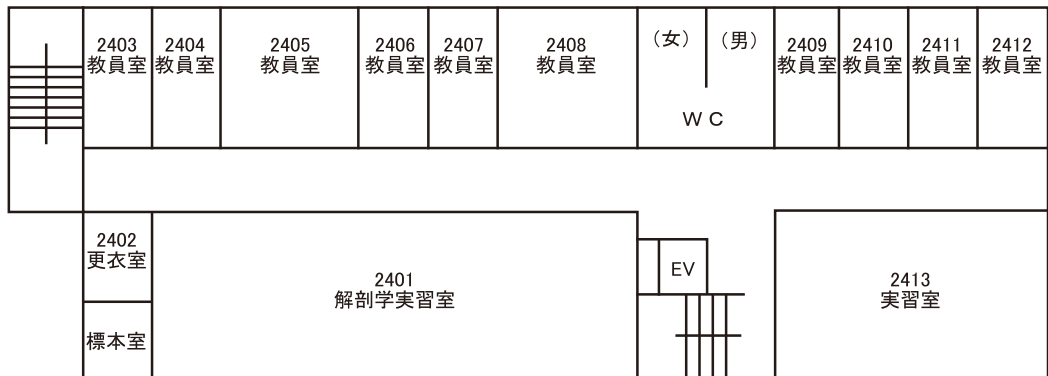 2403
教員室
2404
教員室
2405
教員室
2406
教員室
2407
教員室
2408
教員室
（女）
（男）
ＷＣ
2409
教員室
2410
教員室
2411
教員室
2412
教員室
2402
更衣室
標本室
2401
解剖学実習室
EV
2413
実習室